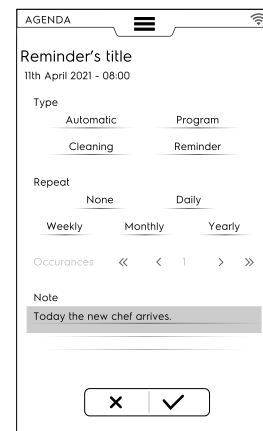 AGENDA
Reminder's title
11th April 2021 - 08:00
Type
Automatic Program
Cleaning Reminder
Repeat
None Daily
Weekly Monthly Yearly
Occurances « < 1 > »
Note
Today the new chef arrives.